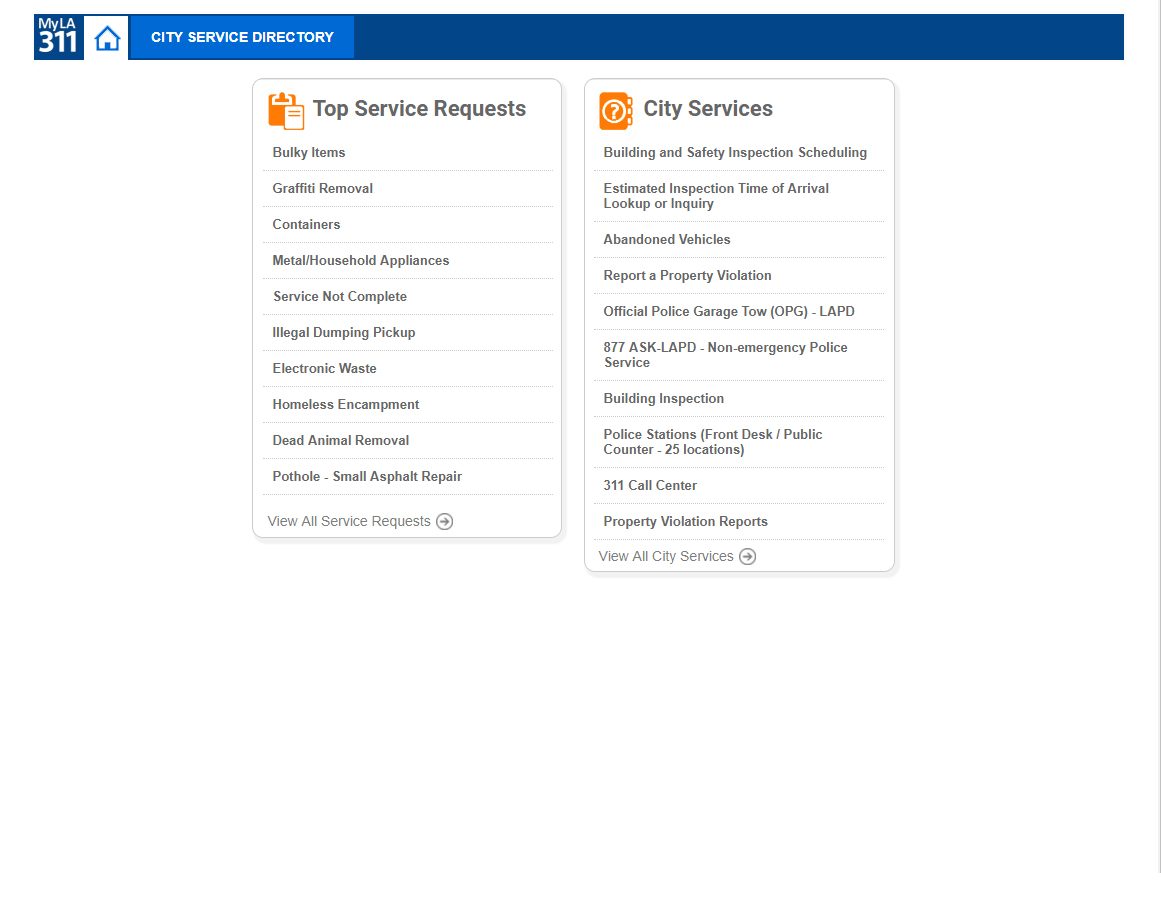 MyLA
311
CITY SERVICE DIRECTORY
Top Service Requests
Bulky Items
Graffiti Removal
Containers
Metal/Household Appliances
Service Not Complete
Illegal Dumping Pickup
Electronic Waste
Homeless Encampment
Dead Animal Removal
Pothole - Small Asphalt Repair
View All Service Requests
?
City Services
Building and Safety Inspection Scheduling
Estimated Inspection Time of Arrival
Lookup or Inquiry
Abandoned Vehicles
Report a Property Violation
Official Police Garage Tow (OPG) - LAPD
877 ASK-LAPD - Non-emergency Police
Service
Building Inspection
Police Stations (Front Desk / Public
Counter - 25 locations)
311 Call Center
Property Violation Reports
View All City Services